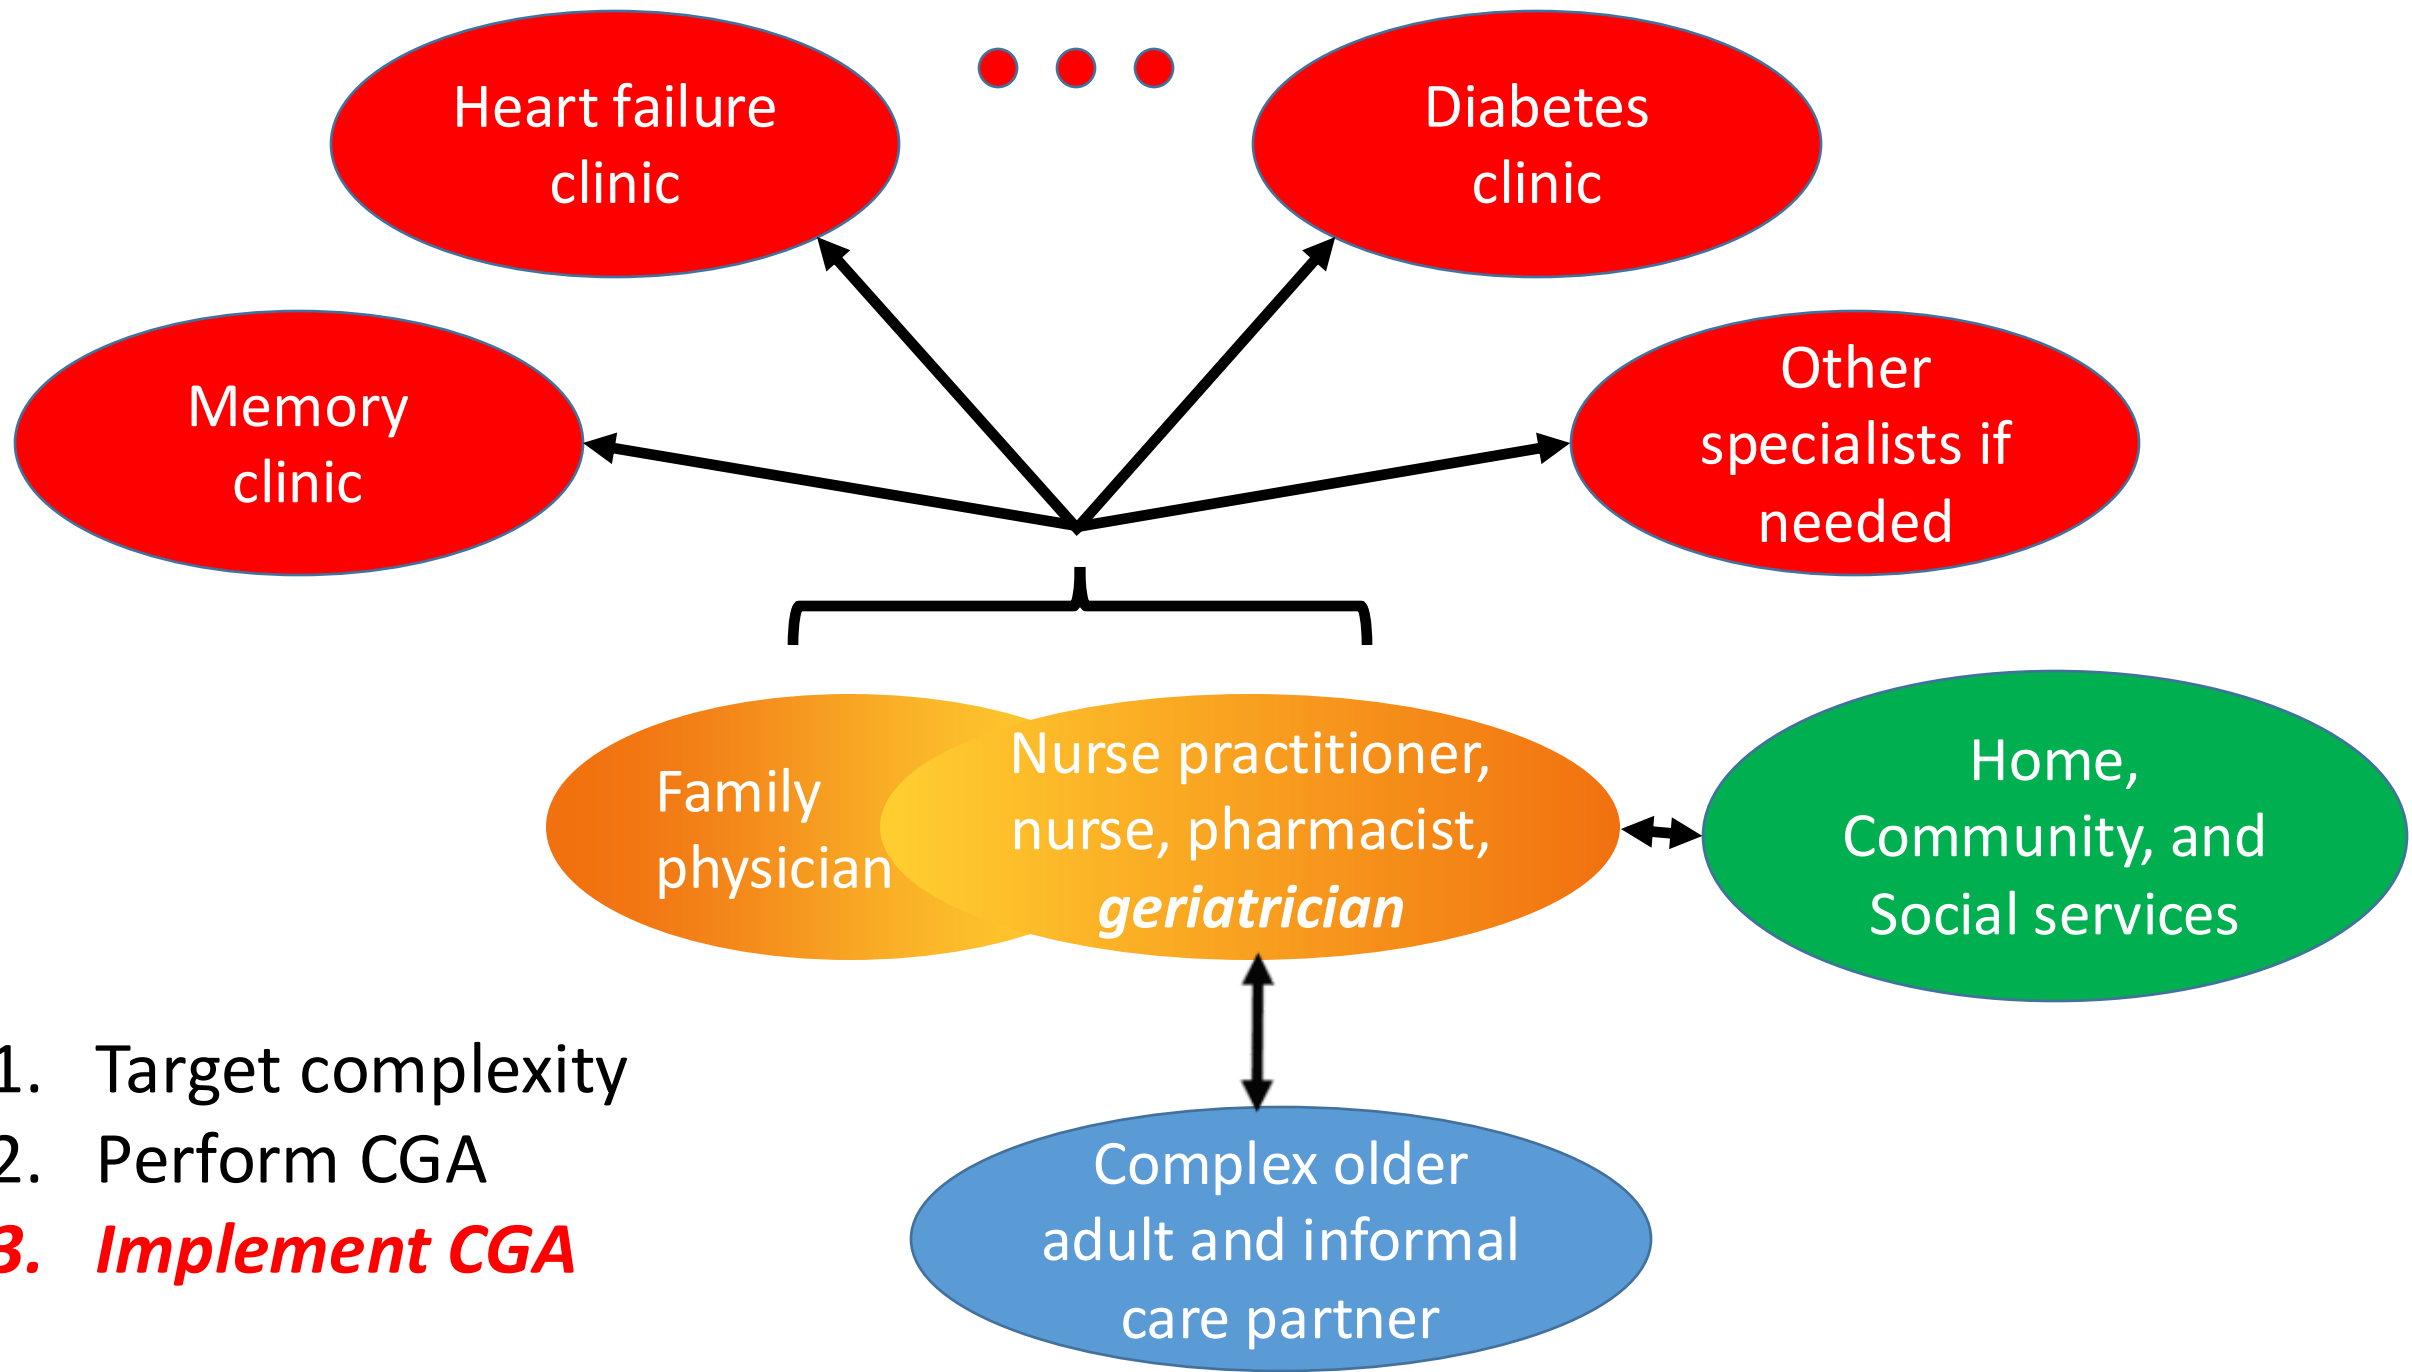 Heart failure
clinic
Diabetes
clinic
Memory
clinic
Other
specialists if
needed
Family
physician
Nurse practitioner,
nurse, pharmacist,
geriatrician
Home,
Community, and
Social services
1. Target complexity
2. Perform CGA
3. Implement CGA
Complex older
adult and informal
care partner